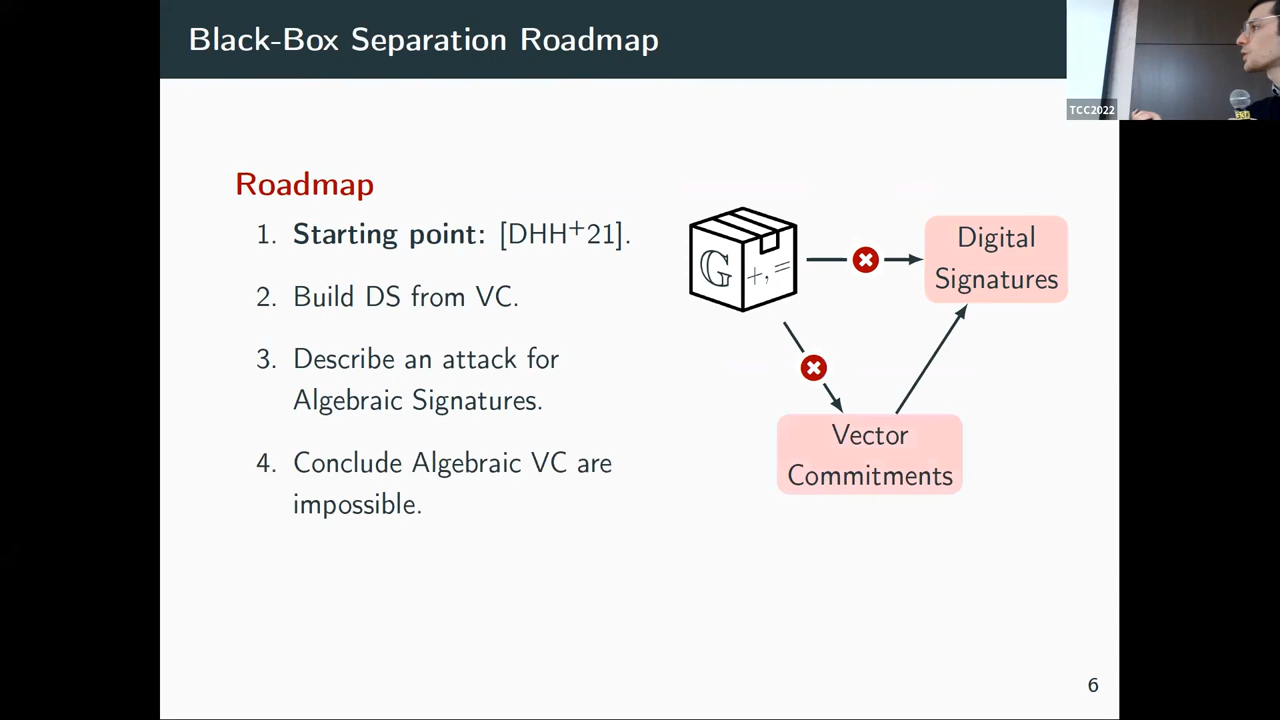 Black-Box Separation Roadmap
TCC2022
Roadmap
1. Starting point: [DHH+21].
2. Build DS from VC.
3. Describe an attack for
Algebraic Signatures.
4. Conclude Algebraic VC are
impossible.
𝔾
+, =
Digital
Signatures
Vector
Commitments
6